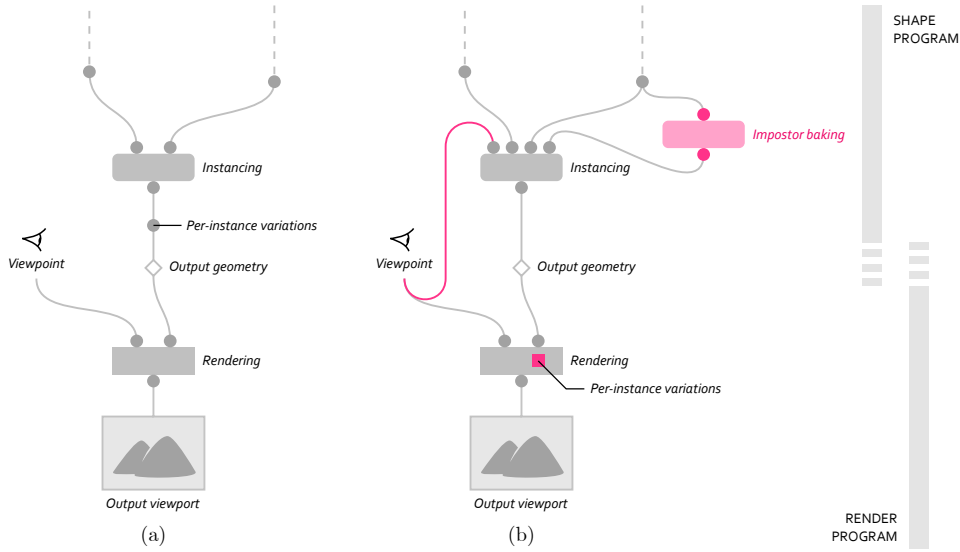 SHAPE
PROGRAM
Impostor baking
Instancing
Instancing
Per-instance variations
Viewpoint
Output geometry
Viewpoint
Output geometry
Rendering
Rendering
Per-instance variations
Output viewport
Output viewport
RENDER
PROGRAM
(a)
(b)